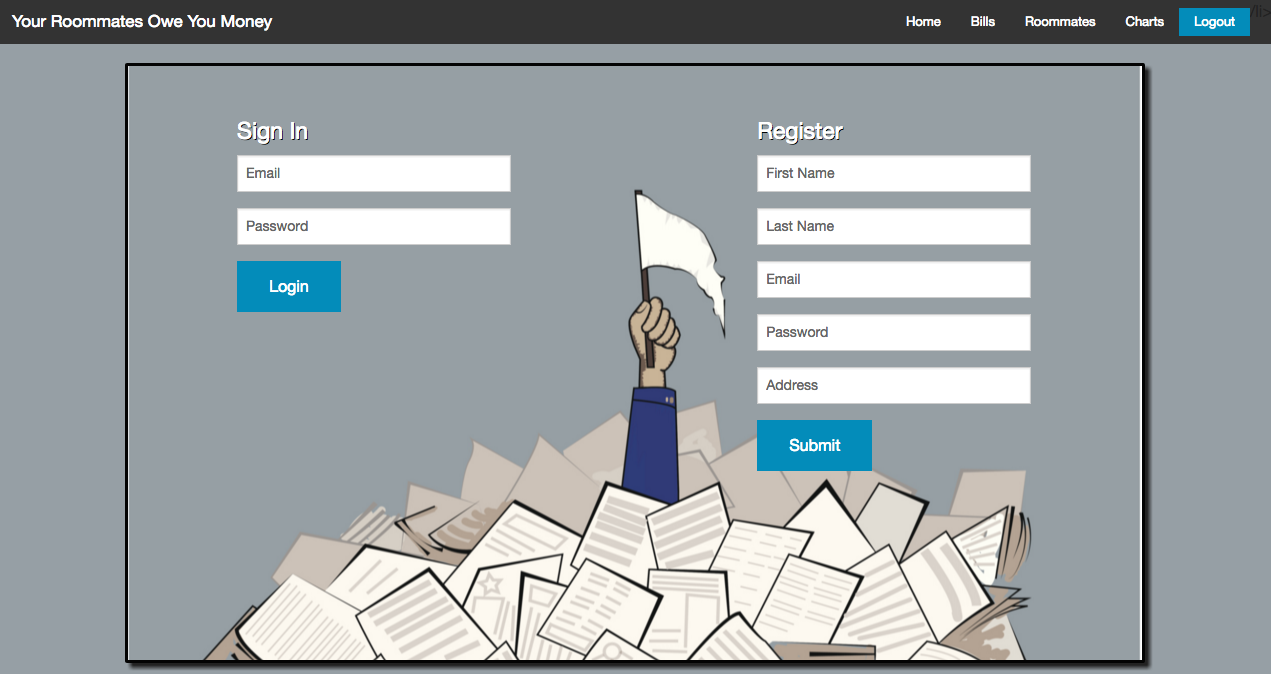 Your Roommates Owe You Money
Home Bills Roommates Charts Logout /li>
Sign In
Email
Password
Login
Register
First Name
Last Name
Email
Password
Address
Submit